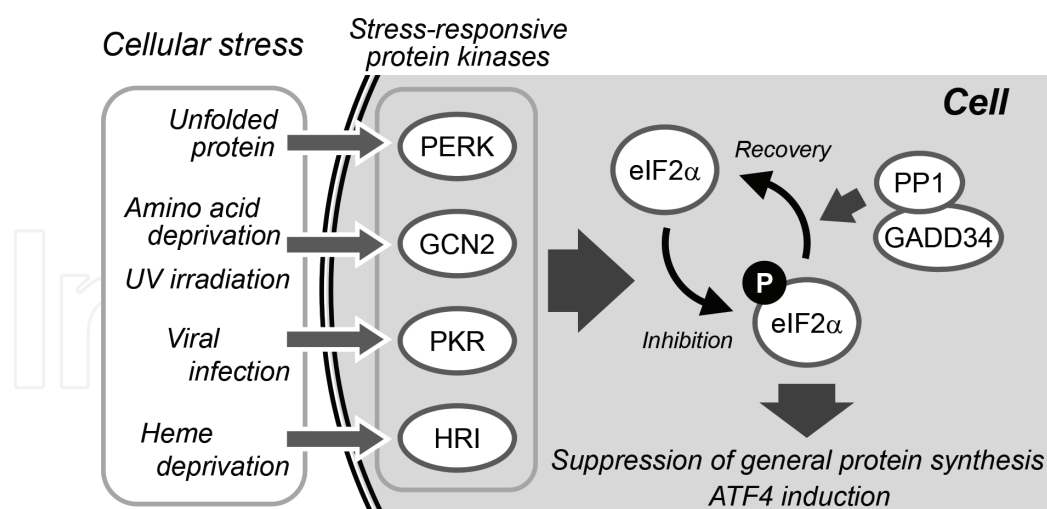 Cellular stress
Stress-responsive
protein kinases
Unfolded
protein
Amino acid
deprivation
UV irradiation
Viral
infection
Heme
deprivation
PERK
GCN2
PKR
HRI
Cell
eIF2α
Recovery
PP1
GADD34
P
eIF2α
Inhibition
Suppression of general protein synthesis
ATF4 induction